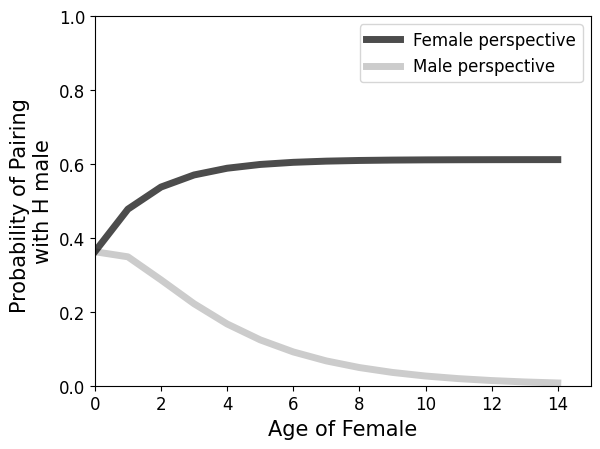 Female perspective
Male perspective
Probability of Pairing
with H male
1.0
0.8
0.6
0.4
0.2
0.0
0 2 4 6 8 10 12 14
Age of Female